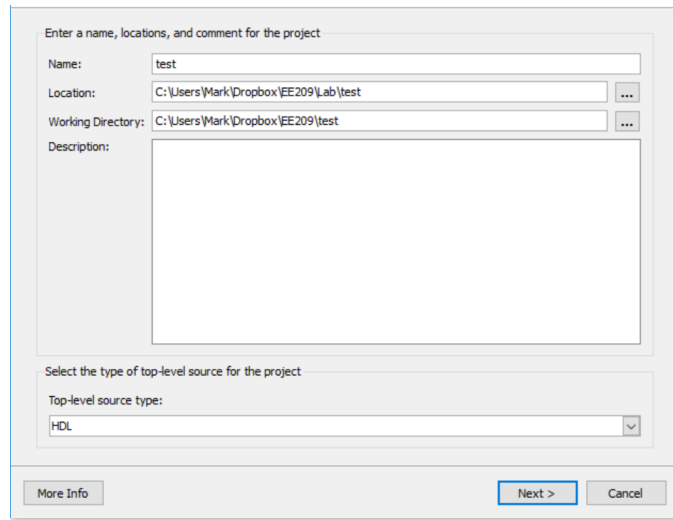 Enter a name, locations, and comment for the project
Name: test
Location: C:\Users\Mark\Dropbox\EE209\Lab\test ...
Working Directory: C:\Users\Mark\Dropbox\EE209\test ...
Description:
Select the type of top-level source for the project
Top-level source type:
HDL
More Info Next > Cancel